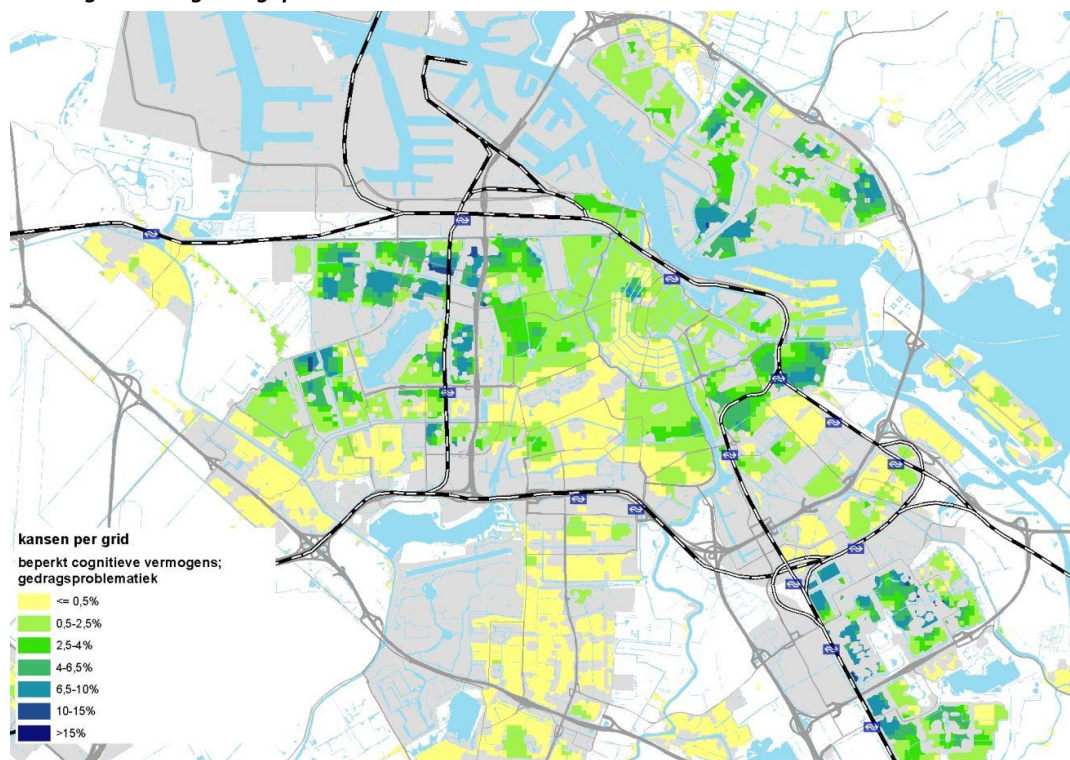 kansen per grid
beperkt cognitieve vermogens;
gedragsproblematiek
<= 0,5%
0,5-2,5%
2,5-4%
4-6,5%
6,5-10%
10-15%
>15%